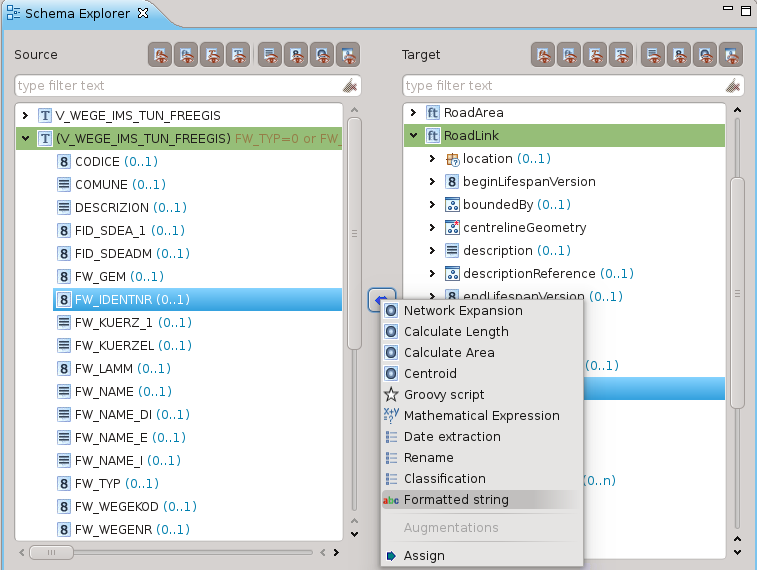 Schema Explorer
Source
type filter text
V_WEGE_IMS_TUN_FREEGIS
(V_WEGE_IMS_TUN_FREEGIS) FW_TYP=0 or FW_
CODICE (0..1)
COMUNE (0..1)
DESCRIZION (0..1)
FID_SDEA_1 (0..1)
FID_SDEADM (0..1)
FW_GEM (0..1)
FW_IDENTNR (0..1)
FW_KUERZ_1 (0..1)
FW_KUERZEL (0..1)
FW_LAMM (0..1)
FW_NAME (0..1)
FW_NAME_DI (0..1)
FW_NAME_E (0..1)
FW_NAME_I (0..1)
FW_TYP (0..1)
FW_WEGEKOD (0..1)
FW_WEGENR (0..1)
Target
type filter text
RoadArea
RoadLink
location (0..1)
beginLifespanVersion
boundedBy (0..1)
centrelineGeometry
description (0..1)
descriptionReference (0..1)
endLifespanVersion (0..1)
(0..1)
(0..n)
Network Expansion
Calculate Length
Calculate Area
Centroid
Groovy script
Mathematical Expression
Date extraction
Rename
Classification
Formatted string
Augmentations
Assign